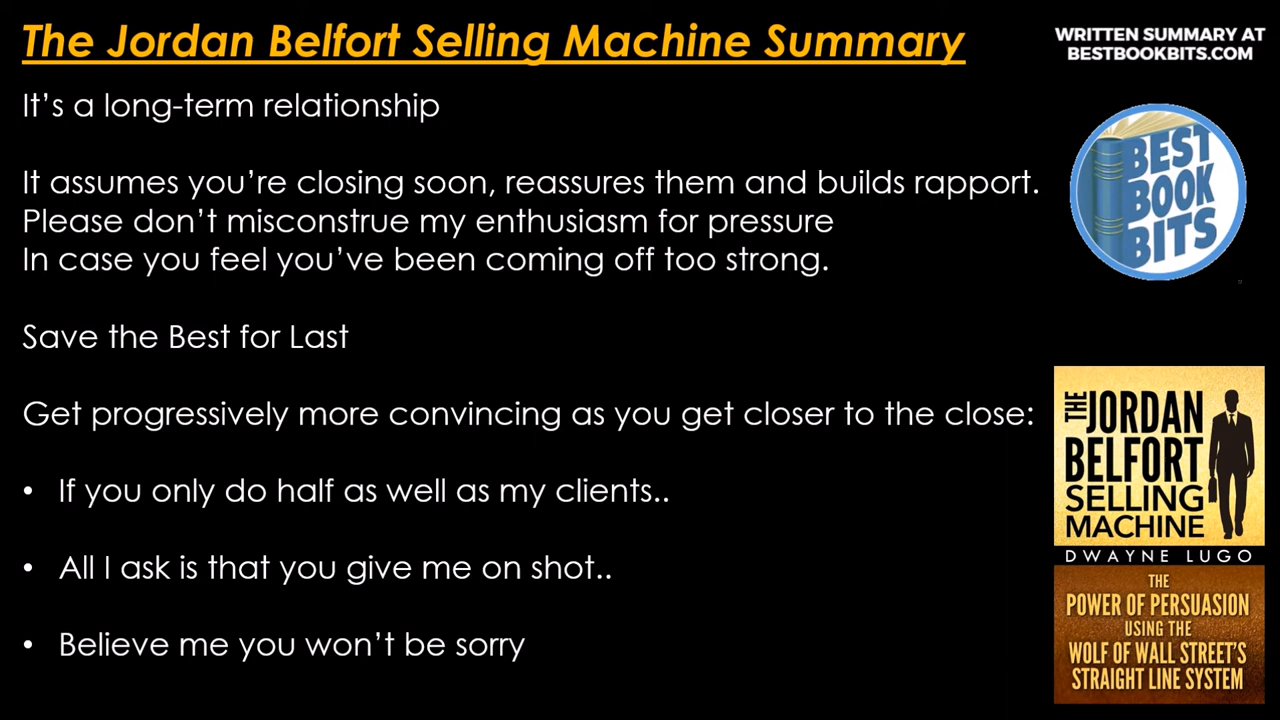 The Jordan Belfort Selling Machine Summary
WRITTEN SUMMARY AT
BESTBOOKBITS.COM
It’s a long-term relationship
It assumes you’re closing soon, reassures them and builds rapport.
Please don’t misconstrue my enthusiasm for pressure
In case you feel you’ve been coming off too strong.
Save the Best for Last
Get progressively more convincing as you get closer to the close:
• If you only do half as well as my clients..
• All I ask is that you give me on shot..
• Believe me you won’t be sorry
BEST
BOOK
BITS
THE JORDAN
BELFORT
SELLING
MACHINE
DWAYNE LUGO
THE
POWER OF PERSUASION
USING THE
WOLF OF WALL STREET'S
STRAIGHT LINE SYSTEM